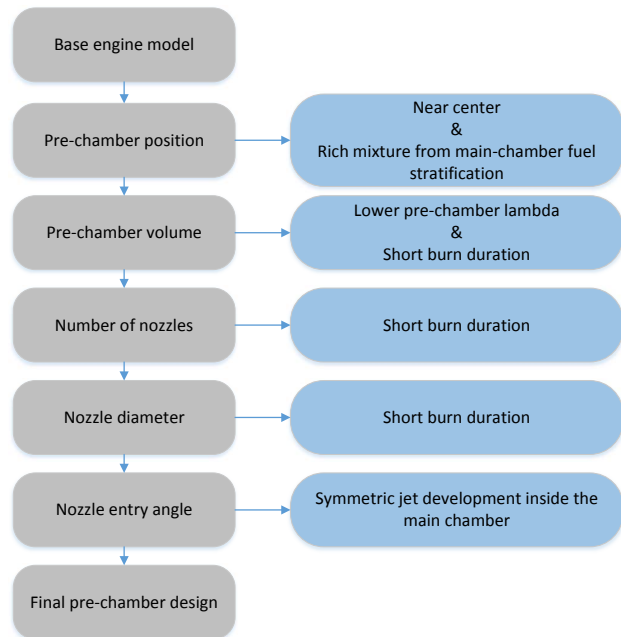 Base engine model
Pre-chamber position
Near center
&
Rich mixture from main-chamber fuel
stratification
Pre-chamber volume
Lower pre-chamber lambda
&
Short burn duration
Number of nozzles
Short burn duration
Nozzle diameter
Short burn duration
Nozzle entry angle
Symmetric jet development inside the
main chamber
Final pre-chamber design